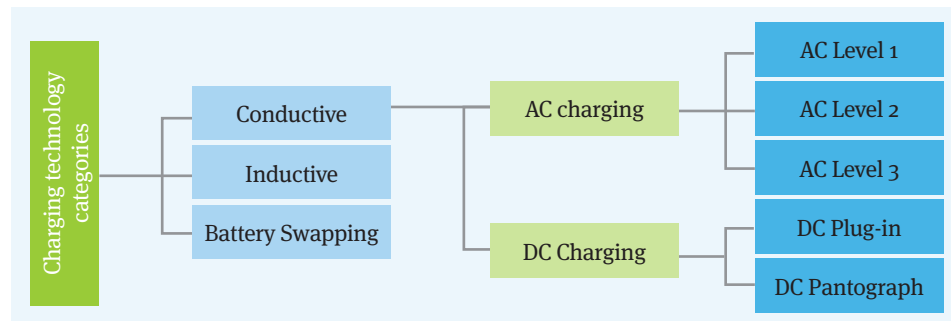 Charging technology
categories
Conductive
Inductive
Battery Swapping
AC charging
DC Charging
AC Level 1
AC Level 2
AC Level 3
DC Plug-in
DC Pantograph